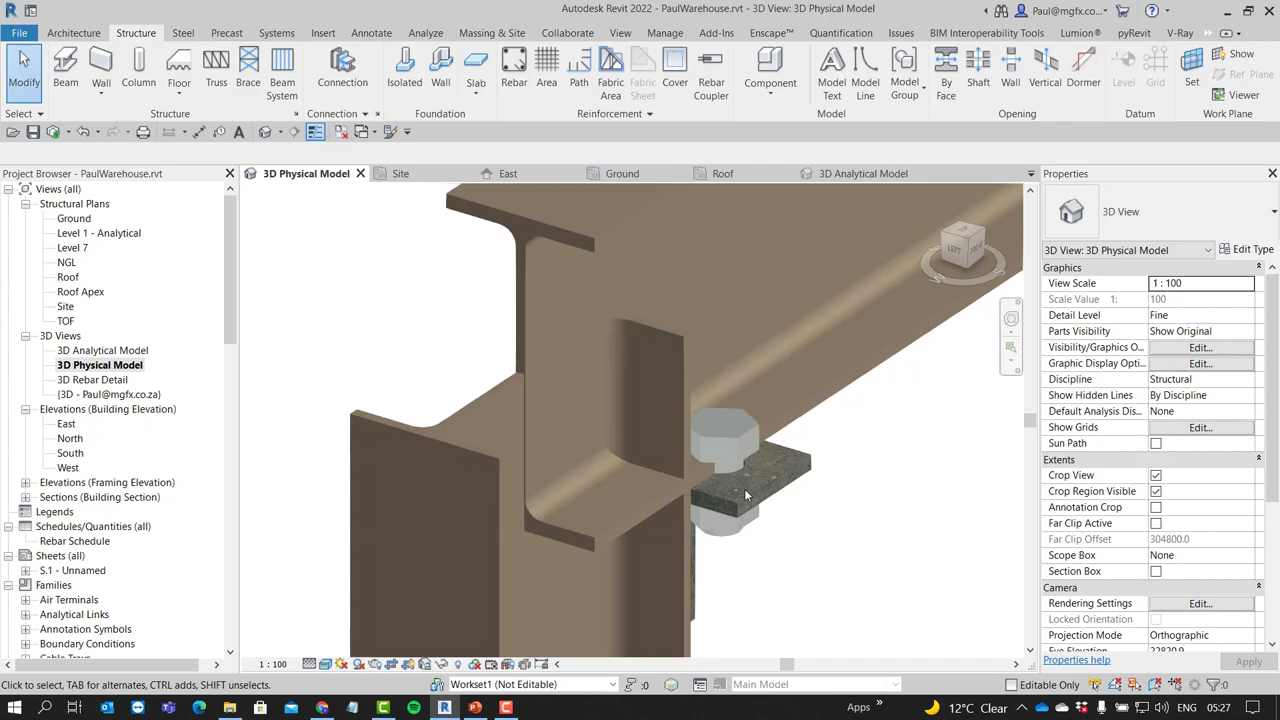 Autodesk Revit 2022 - PaulWarehouse.rvt - 3D View: 3D Physical Model
Paul@mgfx.co...
File Architecture Structure Steel Precast Systems Insert Annotate Analyze Massing & Site Collaborate View Manage Add-Ins Enscape™ Quantification Issues BIM Interoperability Tools Lumion® pyRevit V-Ray
Modify Beam Wall Column Floor Truss Brace Beam System Connection Isolated Wall Slab Rebar Area Path Fabric Area Fabric Sheet Cover Rebar Coupler Component Model Text Model Line Model Group By Face Shaft Wall Vertical Dormer Level Grid Set Show Ref Plane Viewer
Select Structure Connection Foundation Reinforcement Model Opening Datum Work Plane
Project Browser - PaulWarehouse.rvt
3D Physical Model Site East Ground Roof 3D Analytical Model
Properties
Views (all)
Structural Plans
Ground
Level 1 - Analytical
Level 7
NGL
Roof
Roof Apex
Site
TOF
3D Views
3D Analytical Model
3D Physical Model
3D Rebar Detail
{3D - Paul@mgfx.co.za}
Elevations (Building Elevation)
East
North
South
West
Elevations (Framing Elevation)
Sections (Building Section)
Legends
Schedules/Quantities (all)
Rebar Schedule
Sheets (all)
S.1 - Unnamed
Families
Air Terminals
Analytical Links
Annotation Symbols
Boundary Conditions
LEFT
3D View
3D View: 3D Physical Model Edit Type
Graphics
View Scale 1 : 100
Scale Value 1: 100
Detail Level Fine
Parts Visibility Show Original
Visibility/Graphics O... Edit...
Graphic Display Opti... Edit...
Discipline Structural
Show Hidden Lines By Discipline
Default Analysis Dis... None
Show Grids Edit...
Sun Path
Extents
Crop View
Crop Region Visible
Annotation Crop
Far Clip Active
Far Clip Offset 304800.0
Scope Box None
Section Box
Camera
Rendering Settings Edit...
Locked Orientation
Projection Mode Orthographic
Properties help Apply
1 : 100
Click to select, TAB for alternates, CTRL adds, SHIFT unselects.
Workset1 (Not Editable) :0 Main Model Editable Only :0
Apps 12°C Clear ENG 05:27